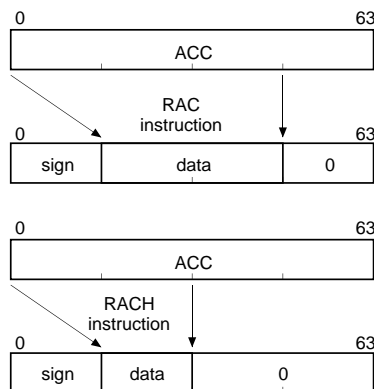 0 63
ACC
RAC
instruction
0 63
sign data 0
0 63
ACC
RACH
instruction
0 63
sign data 0